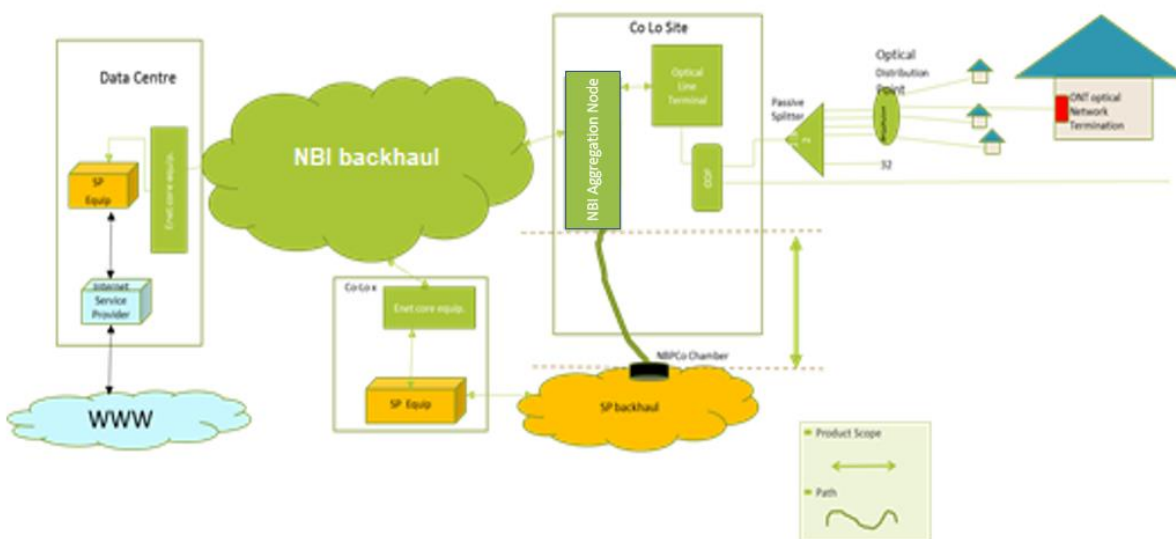 Data Centre
SP
Equip
Enet core equip.
Internet
Service
Provider
WWW
NBI backhaul
Co Lo x
Enet core equip.
SP Equip
Co Lo Site
NBI Aggregation Node
Optical
Line
Terminal
ODF
NBPCo Chamber
SP backhaul
Passive
Splitter
Optical
Distribution
Point
32
ONT optical
Network
Termination
Product Scope
Path